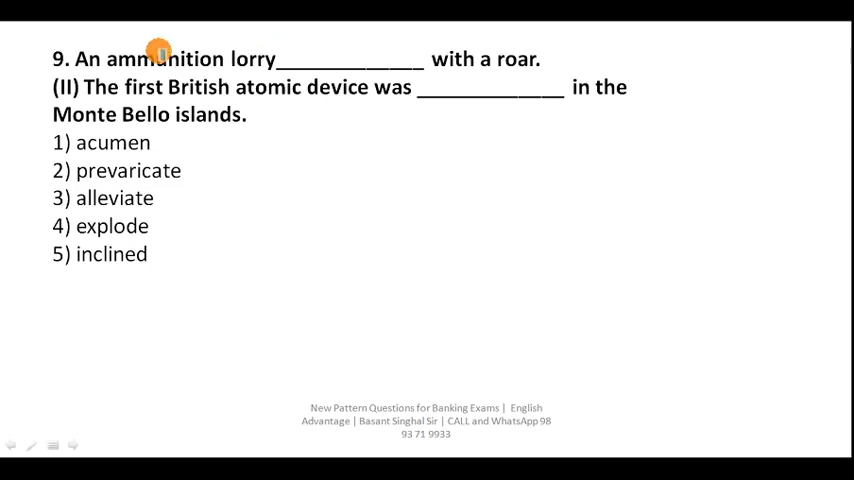 9. An ammunition lorry______________ with a roar.
(II) The first British atomic device was ______________ in the
Monte Bello islands.
1) acumen
2) prevaricate
3) alleviate
4) explode
5) inclined
New Pattern Questions for Banking Exams | English
Advantage | Basant Singhal Sir | CALL and WhatsApp 98
93 71 9933